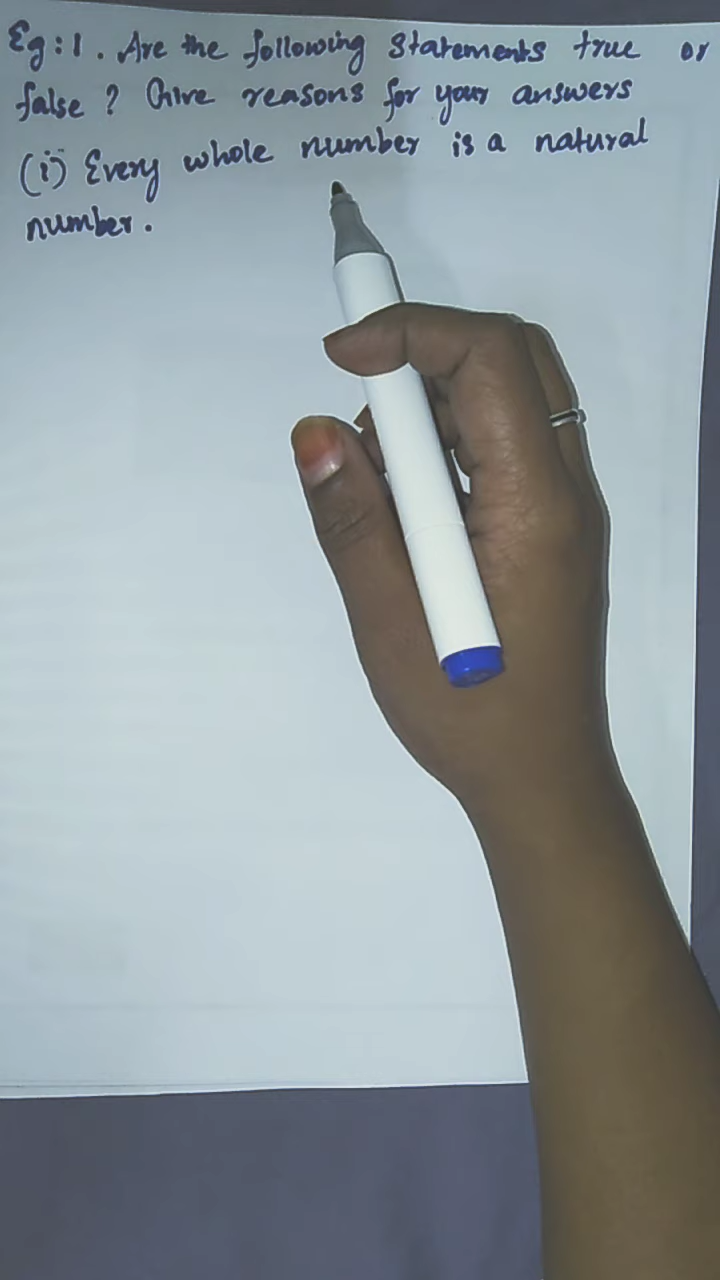 Eg:1. Are the following statements true or
false? Give reasons for your answers
(i) Every whole number is a natural
number.